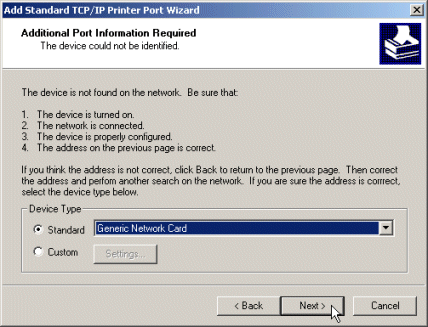 Add Standard TCP/IP Printer Port Wizard
Additional Port Information Required
The device could not be identified.
The device is not found on the network. Be sure that:
1. The device is turned on.
2. The network is connected.
3. The device is properly configured.
4. The address on the previous page is correct.
If you think the address is not correct, click Back to return to the previous page. Then correct
the address and perfom another search on the network. If you are sure the address is correct,
select the device type below.
Device Type
Standard Generic Network Card
Custom Settings...
< Back Next > Cancel